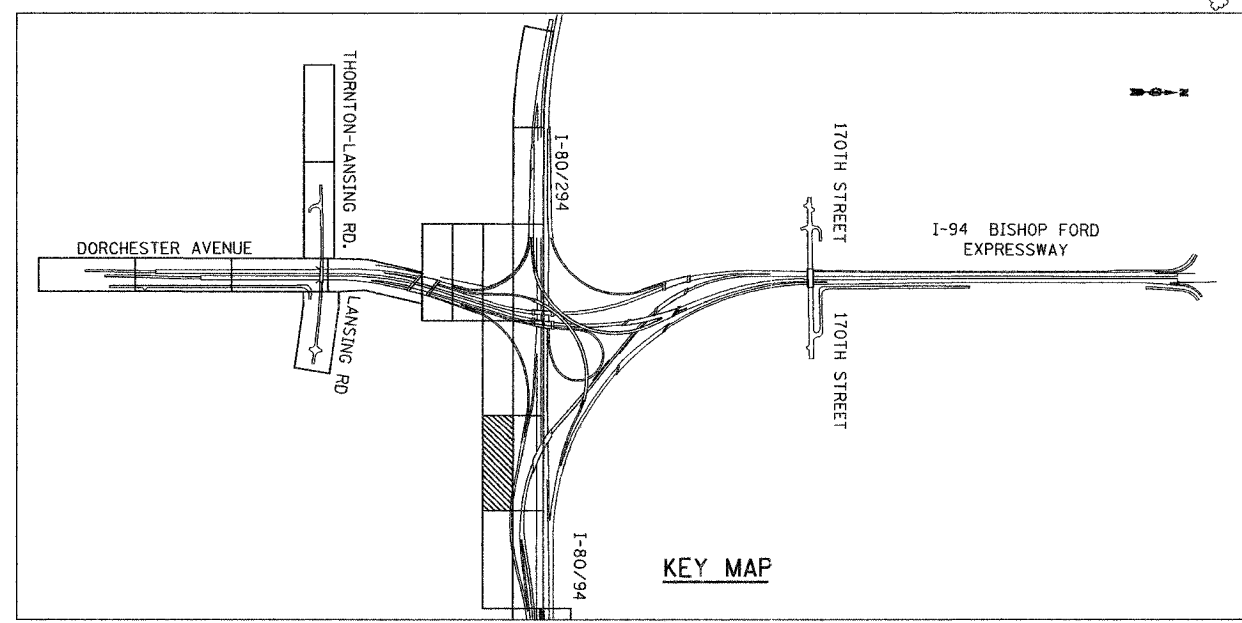 THORNTON-LANSING RD.
I-80/294
170TH STREET
N
I-94 BISHOP FORD
EXPRESSWAY
DORCHESTER AVENUE
LANSING RD
170TH STREET
I-80/94
KEY MAP